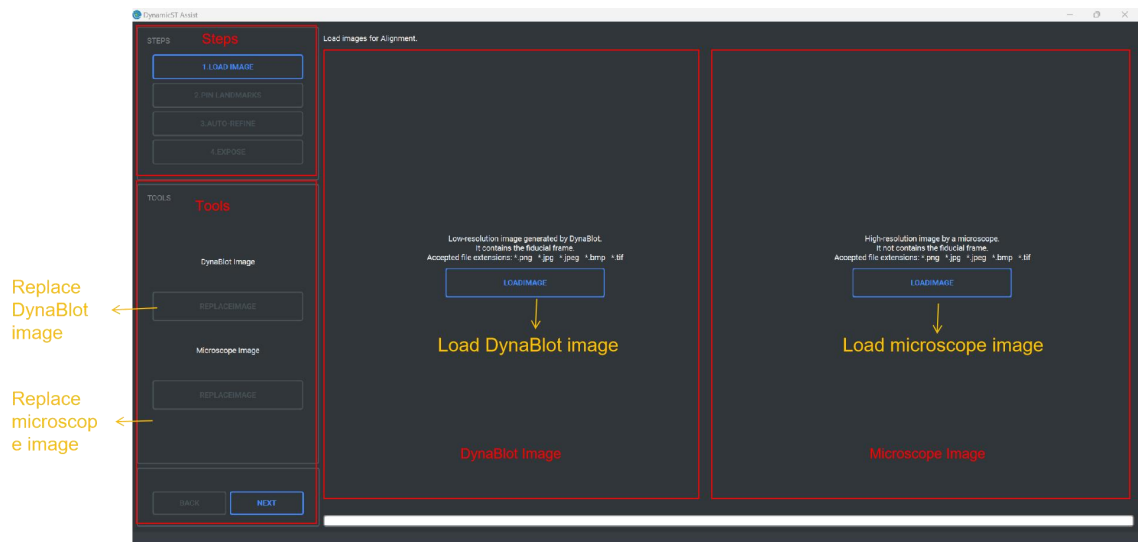 DynamicST Assist
STEPS
Steps
1.LOAD IMAGE
2.PIN LANDMARKS
3.AUTO-REFINE
4.EXPOSE
TOOLS
Tools
DynaBlot Image
REPLACEIMAGE
Microscope Image
REPLACEIMAGE
BACK
NEXT
Replace
DynaBlot
image
Replace
microscop
e image
Load images for Alignment.
Low-resolution image generated by DynaBlot.
It contains the fiducial frame.
Accepted file extensions: *.png *.jpg *.jpeg *.bmp *.tif
LOADIMAGE
Load DynaBlot image
DynaBlot Image
High-resolution image by a microscope.
It not contains the fiducial frame.
Accepted file extensions: *.png *.jpg *.jpeg *.bmp *.tif
LOADIMAGE
Load microscope image
Microscope Image